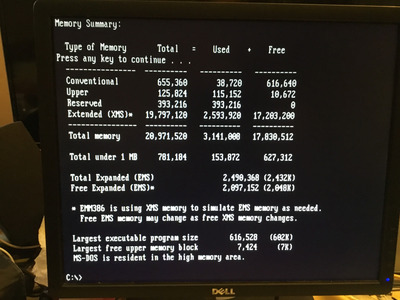 Memory Summary:
Type of Memory Total = Used + Free
Press any key to continue . . .
---------------- ---------- ---------- ----------
Conventional 655,360 38,720 616,640
Upper 125,824 115,152 10,672
Reserved 393,216 393,216 0
Extended (XMS)* 19,797,120 2,593,920 17,203,200
---------------- ---------- ---------- ----------
Total memory 20,971,520 3,141,008 17,830,512
Total under 1 MB 781,184 153,872 627,312
Total Expanded (EMS) 2,490,368 (2,432K)
Free Expanded (EMS)* 2,097,152 (2,048K)
* EMM386 is using XMS memory to simulate EMS memory as needed.
Free EMS memory may change as free XMS memory changes.
Largest executable program size 616,528 (602K)
Largest free upper memory block 7,424 (7K)
MS-DOS is resident in the high memory area.
C:\>
DELL